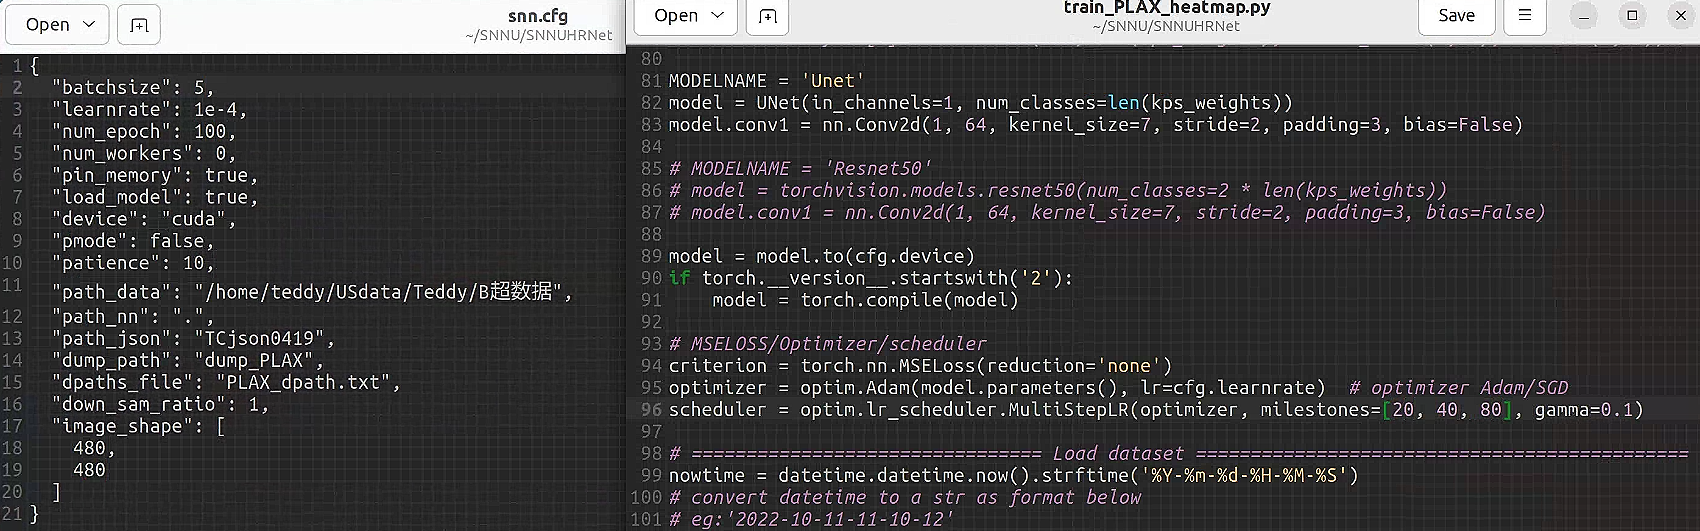 Open
snn.cfg
~/SNNU/SNNUHRNet
1 {
2 "batchsize": 5,
3 "learnrate": 1e-4,
4 "num_epoch": 100,
5 "num_workers": 0,
6 "pin_memory": true,
7 "load_model": true,
8 "device": "cuda",
9 "pmode": false,
10 "patience": 10,
11 "path_data": "/home/teddy/USdata/Teddy/B超数据",
12 "path_nn": ".",
13 "path_json": "TCjson0419",
14 "dump_path": "dump_PLAX",
15 "dpaths_file": "PLAX_dpath.txt",
16 "down_sam_ratio": 1,
17 "image_shape": [
18 480,
19 480
20 ]
21 }
Open
train_PLAX_heatmap.py
~/SNNU/SNNUHRNet
Save
80
81 MODELNAME = 'Unet'
82 model = UNet(in_channels=1, num_classes=len(kps_weights))
83 model.conv1 = nn.Conv2d(1, 64, kernel_size=7, stride=2, padding=3, bias=False)
84
85 # MODELNAME = 'Resnet50'
86 # model = torchvision.models.resnet50(num_classes=2 * len(kps_weights))
87 # model.conv1 = nn.Conv2d(1, 64, kernel_size=7, stride=2, padding=3, bias=False)
88
89 model = model.to(cfg.device)
90 if torch.__version__.startswith('2'):
91 model = torch.compile(model)
92
93 # MSELOSS/Optimizer/scheduler
94 criterion = torch.nn.MSELoss(reduction='none')
95 optimizer = optim.Adam(model.parameters(), lr=cfg.learnrate) # optimizer Adam/SGD
96 scheduler = optim.lr_scheduler.MultiStepLR(optimizer, milestones=[20, 40, 80], gamma=0.1)
97
98 # ================================ Load dataset =============================================
99 nowtime = datetime.datetime.now().strftime('%Y-%m-%d-%H-%M-%S')
100 # convert datetime to a str as format below
101 # eg:'2022-10-11-11-10-12'